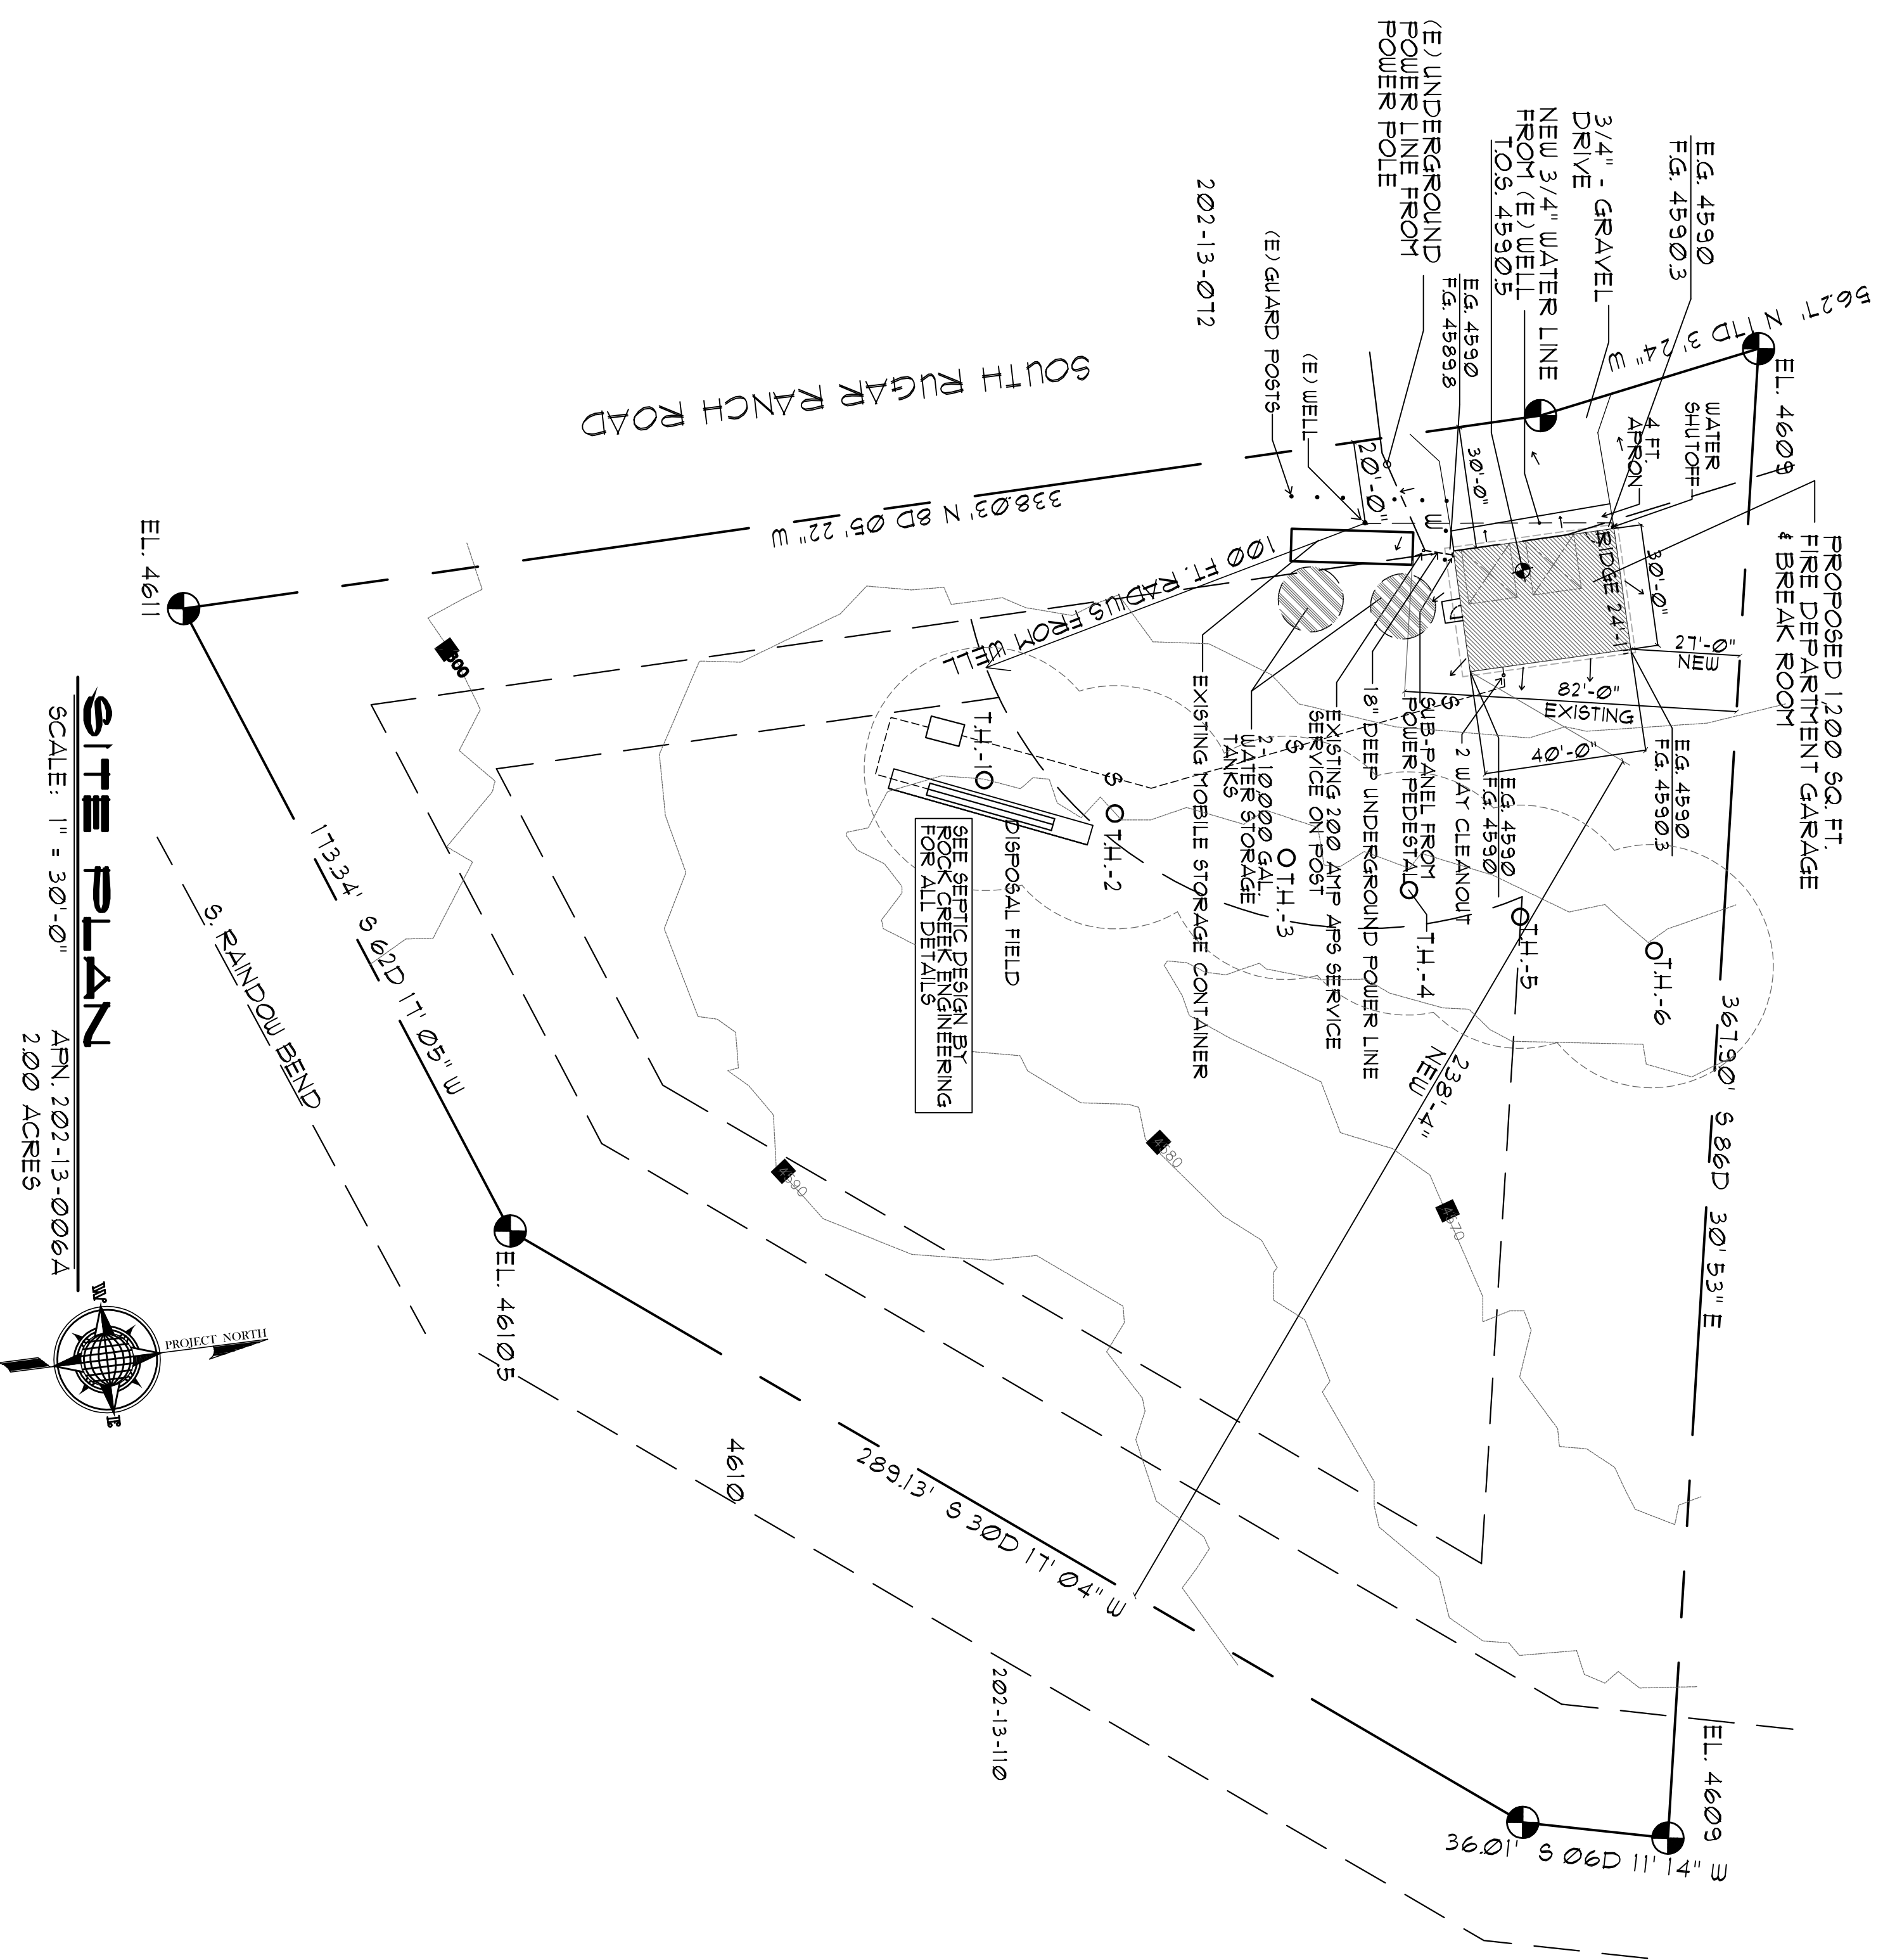 PROPOSED 1,200 SQ. FT.
FIRE DEPARTMENT GARAGE
& BREAK ROOM
EL. 4609
WATER
SHUTOFF
4 FT.
APRON
E.G. 4590
F.G. 4590.3
3/4" - GRAVEL
DRIVE
NEW 3/4" WATER LINE
FROM (E) WELL
T.O.S. 4590.5
E.G. 4590
F.G. 4589.8
(E) UNDERGROUND
POWER LINE FROM
POWER POLE
(E) GUARD POSTS
(E) WELL
202-13-072
56.27' N 17D 3' 24" W
30'-0"
20'-0"
W
RIDGE 24'-1"
30'-0"
27'-0"
NEW
82'-0"
EXISTING
40'-0"
E.G. 4590
F.G. 4590.3
E.G. 4590
F.G. 4590
2 WAY CLEANOUT
SUB-PANEL FROM
POWER PEDESTAL
18" DEEP UNDERGROUND POWER LINE
EXISTING 200 AMP APS SERVICE
SERVICE ON POST
2- 10,000 GAL.
WATER STORAGE
TANKS
EXISTING MOBILE STORAGE CONTAINER
S
S
S
T.H.-1
T.H.-2
T.H.-3
T.H.-4
T.H.-5
T.H.-6
100 FT. RADIUS FROM WELL
DISPOSAL FIELD
SEE SEPTIC DESIGN BY
ROCK CREEK ENGINEERING
FOR ALL DETAILS
367.90' S 86D 30' 53" E
238'-4"
NEW
4570
4580
4590
SOUTH RUGAR RANCH ROAD
338.03' N 8D 05' 22" W
EL. 4611
173.34' S 62D 17' 05" W
S. RAINDOW BEND
EL. 4610.5
4610
289.13' S 30D 17' 04" W
202-13-110
EL. 4609
36.01' S 06D 11' 14" W
SITE PLAN
SCALE: 1" = 30'-0"
APN. 202-13-006A
2.00 ACRES
W
E
PROJECT NORTH